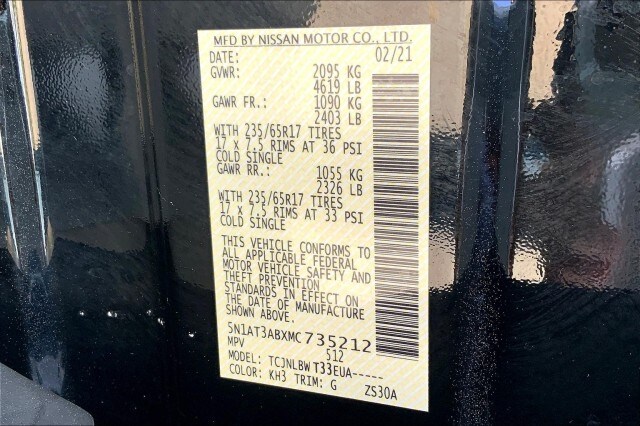 MFD BY NISSAN MOTOR CO., LTD.
DATE: 02/21
GVWR: 2095 KG
4619 LB
GAWR FR.: 1090 KG
2403 LB
WITH 235/65R17 TIRES
17 x 7.5 RIMS AT 36 PSI
COLD SINGLE
GAWR RR.: 1055 KG
2326 LB
WITH 235/65R17 TIRES
17 x 7.5 RIMS AT 33 PSI
COLD SINGLE
THIS VEHICLE CONFORMS TO
ALL APPLICABLE FEDERAL
MOTOR VEHICLE SAFETY AND
THEFT PREVENTION
STANDARDS IN EFFECT ON
THE DATE OF MANUFACTURE
SHOWN ABOVE.
5N1AT3ABXMC735212
MPV 512
MODEL: TCJNLBW T33EUA-----
COLOR: KH3 TRIM: G ZS30A